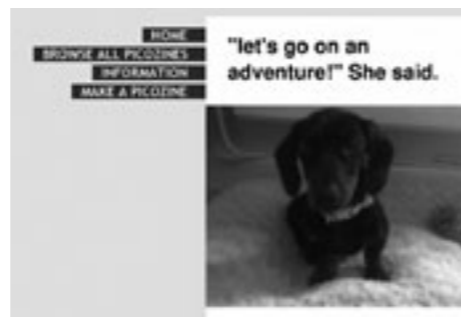 HOME
BROWSE ALL PICOZINES
INFORMATION
MAKE A PICOZINE
"let's go on an
adventure!" She said.